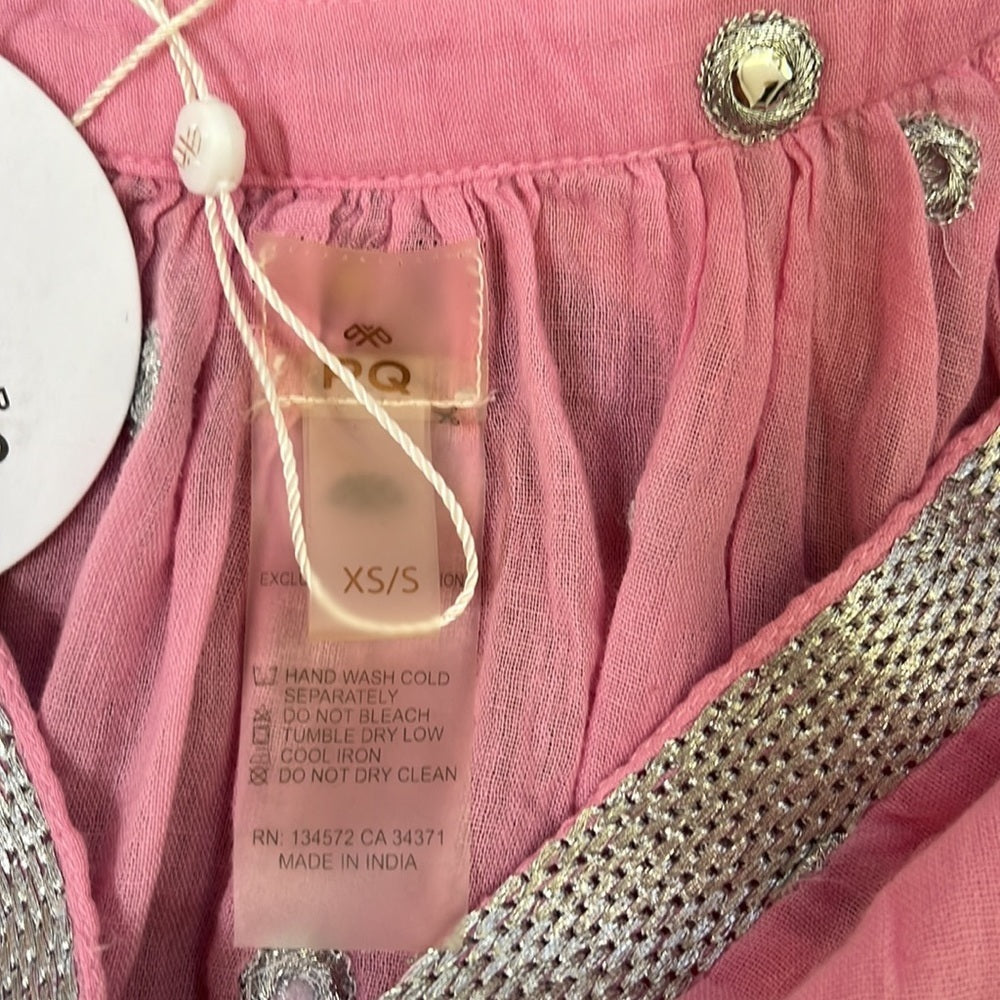 PQ
XS/S
HAND WASH COLD
SEPARATELY
DO NOT BLEACH
TUMBLE DRY LOW
COOL IRON
DO NOT DRY CLEAN
RN: 134572 CA 34371
MADE IN INDIA